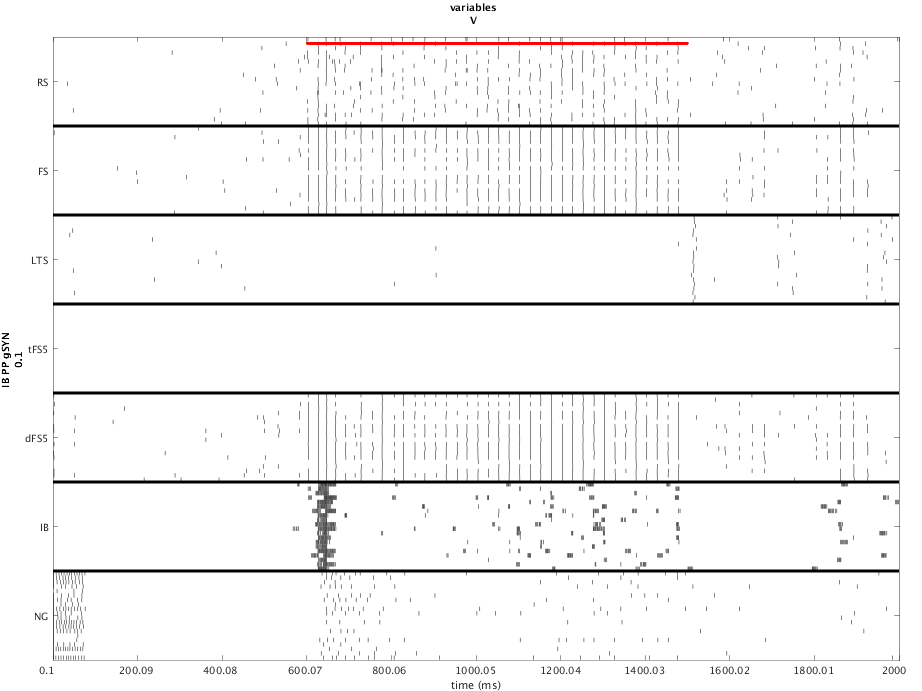 variables
V
RS
FS
LTS
tFS5
dFS5
IB
NG
IB PP gSYN
0.1
0.1 200.09 400.08 600.07 800.06 1000.05 1200.04 1400.03 1600.02 1800.01 2000
time (ms)